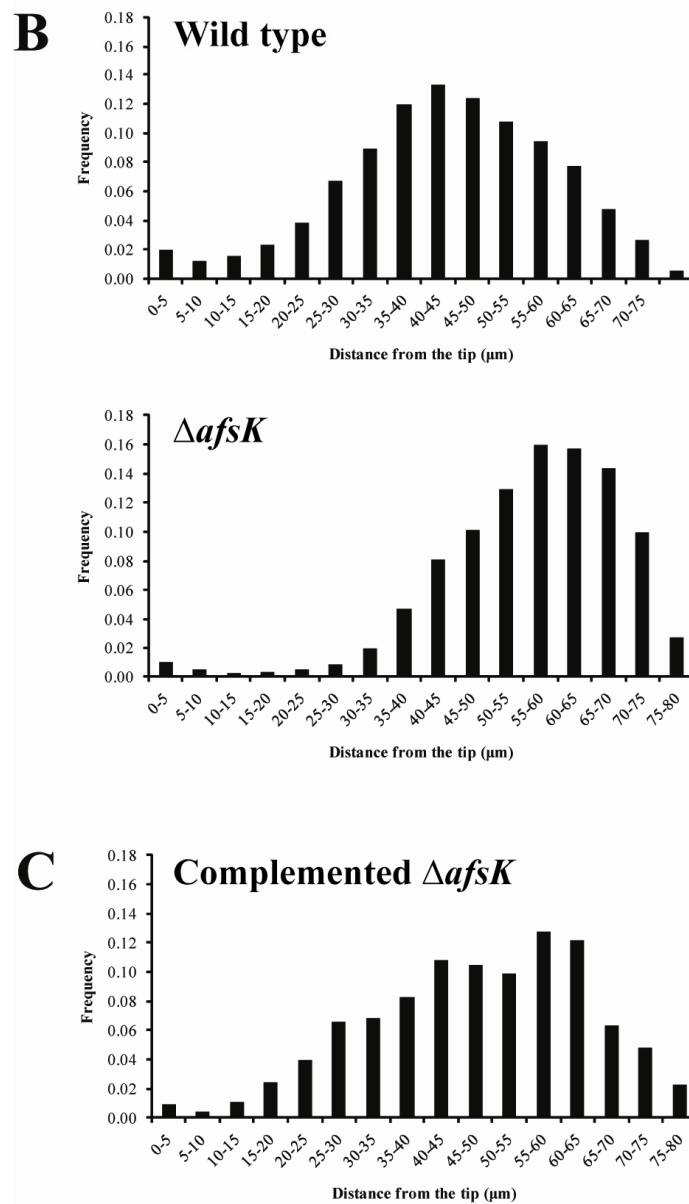 B Wild type
0.18
0.16
0.14
0.12
0.10
0.08
0.06
0.04
0.02
0.00
Frequency
0-5 5-10 10-15 15-20 20-25 25-30 30-35 35-40 40-45 45-50 50-55 55-60 60-65 65-70 70-75
Distance from the tip (μm)
ΔafsK
0.18
0.16
0.14
0.12
0.10
0.08
0.06
0.04
0.02
0.00
Frequency
0-5 5-10 10-15 15-20 20-25 25-30 30-35 35-40 40-45 45-50 50-55 55-60 60-65 65-70 70-75 75-80
Distance from the tip (μm)
C Complemented ΔafsK
0.18
0.16
0.14
0.12
0.10
0.08
0.06
0.04
0.02
0.00
Frequency
0-5 5-10 10-15 15-20 20-25 25-30 30-35 35-40 40-45 45-50 50-55 55-60 60-65 65-70 70-75 75-80
Distance from the tip (μm)